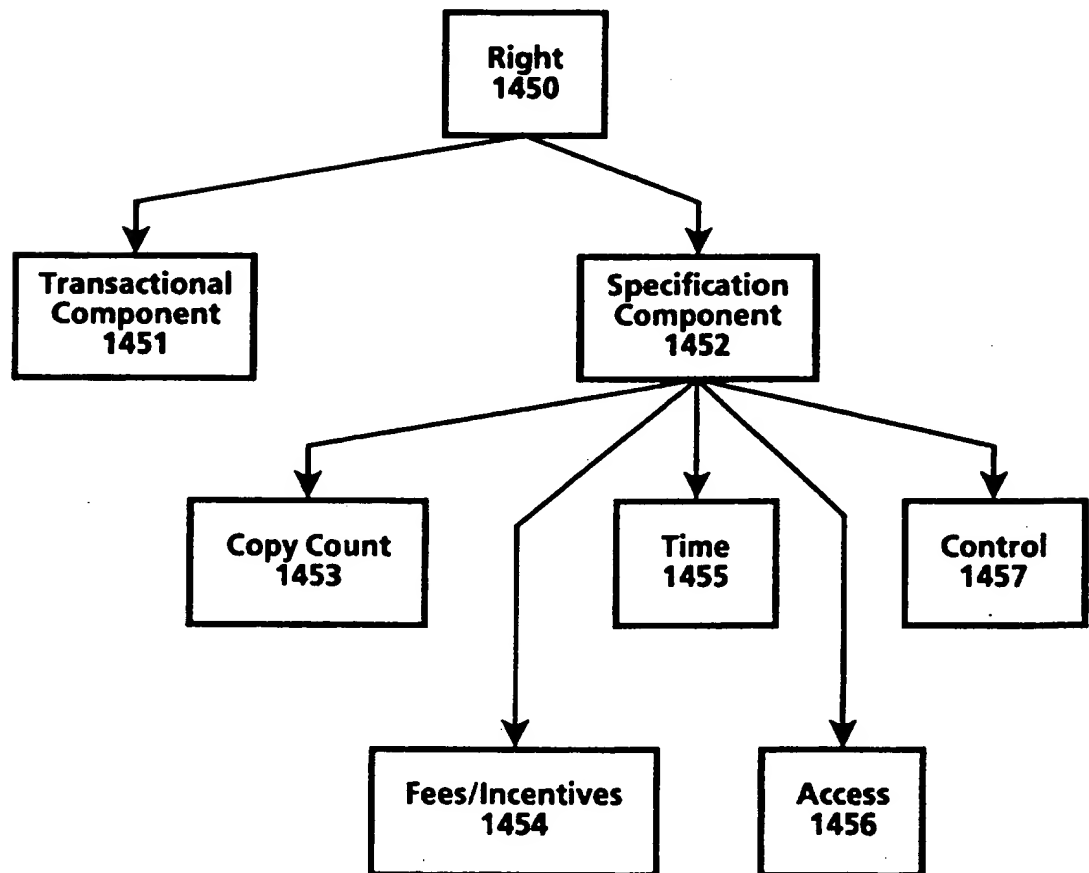 Right
1450
Transactional
Component
1451
Specification
Component
1452
Copy Count
1453
Time
1455
Control
1457
Fees/Incentives
1454
Access
1456